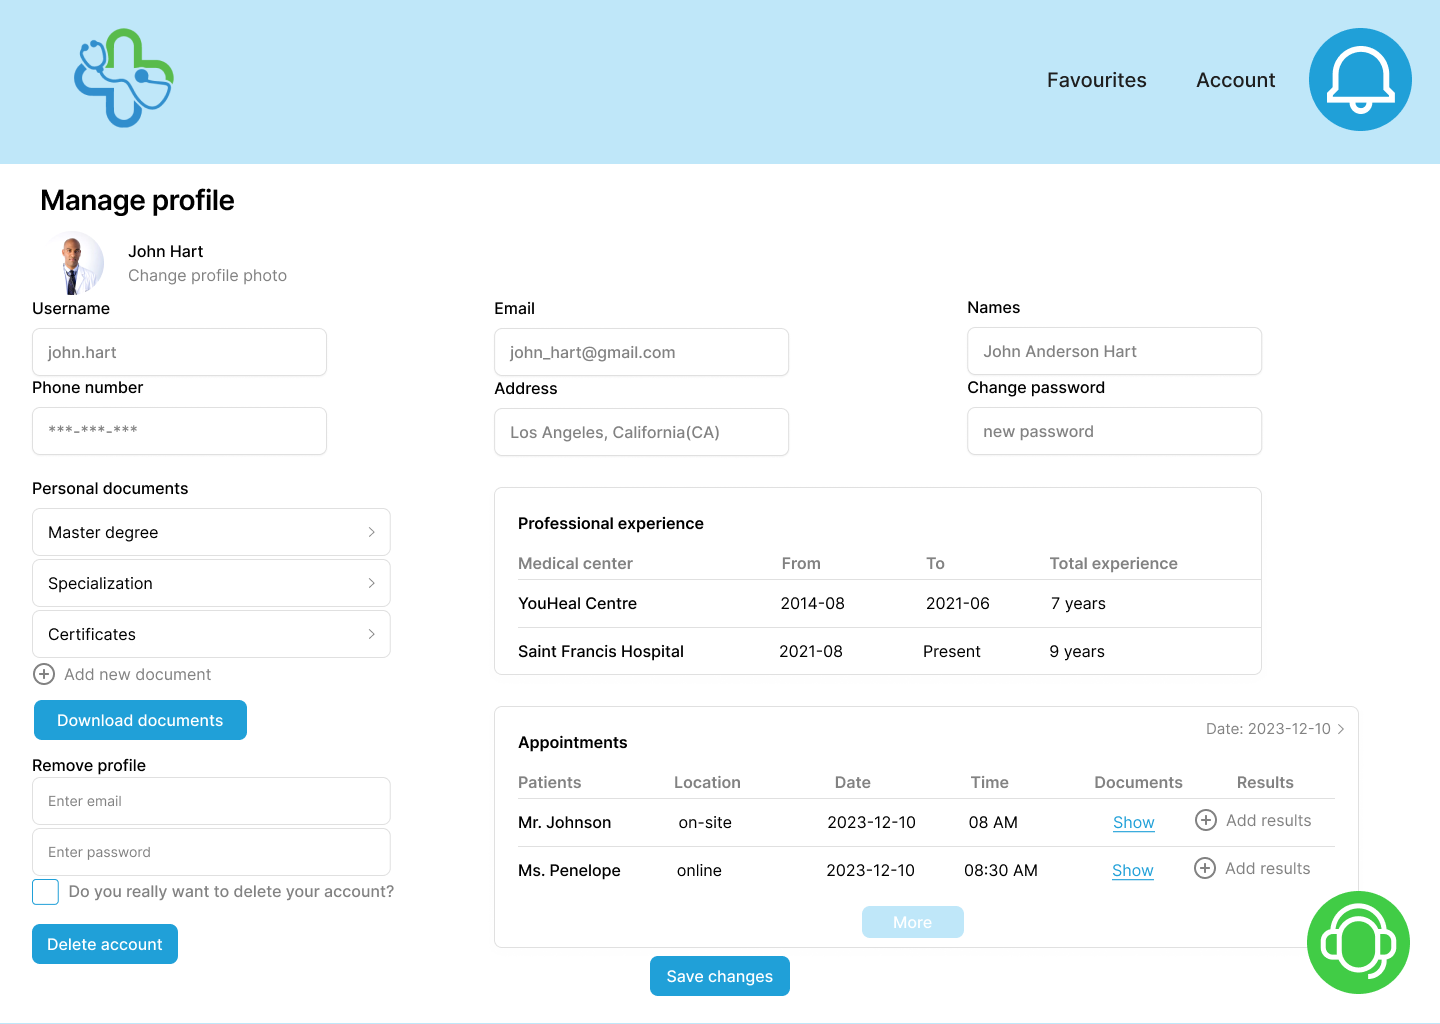 Favourites
Account
Manage profile
John Hart
Change profile photo
Username
john.hart
Email
john_hart@gmail.com
Names
John Anderson Hart
Phone number
***-***-***
Address
Los Angeles, California(CA)
Change password
new password
Personal documents
Master degree
Specialization
Certificates
Add new document
Download documents
Remove profile
Enter email
Enter password
Do you really want to delete your account?
Delete account
Professional experience
Medical center From To Total experience
YouHeal Centre 2014-08 2021-06 7 years
Saint Francis Hospital 2021-08 Present 9 years
Date: 2023-12-10
Appointments
Patients Location Date Time Documents Results
Mr. Johnson on-site 2023-12-10 08 AM Show Add results
Ms. Penelope online 2023-12-10 08:30 AM Show Add results
More
Save changes